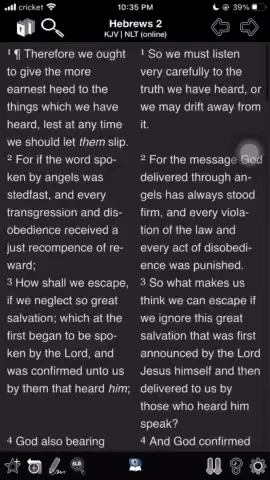 cricket 10:35 PM 39%
Hebrews 2
KJV | NLT (online)
1 ¶ Therefore we ought
to give the more
earnest heed to the
things which we have
heard, lest at any time
we should let them slip.
2 For if the word spo-
ken by angels was
stedfast, and every
transgression and dis-
obedience received a
just recompence of re-
ward;
3 How shall we escape,
if we neglect so great
salvation; which at the
first began to be spo-
ken by the Lord, and
was confirmed unto us
by them that heard him;
4 God also bearing
1 So we must listen
very carefully to the
truth we have heard, or
we may drift away from
it.
2 For the message God
delivered through an-
gels has always stood
firm, and every viola-
tion of the law and
every act of disobedi-
ence was punished.
3 So what makes us
think we can escape if
we ignore this great
salvation that was first
announced by the Lord
Jesus himself and then
delivered to us by
those who heard him
speak?
4 And God confirmed